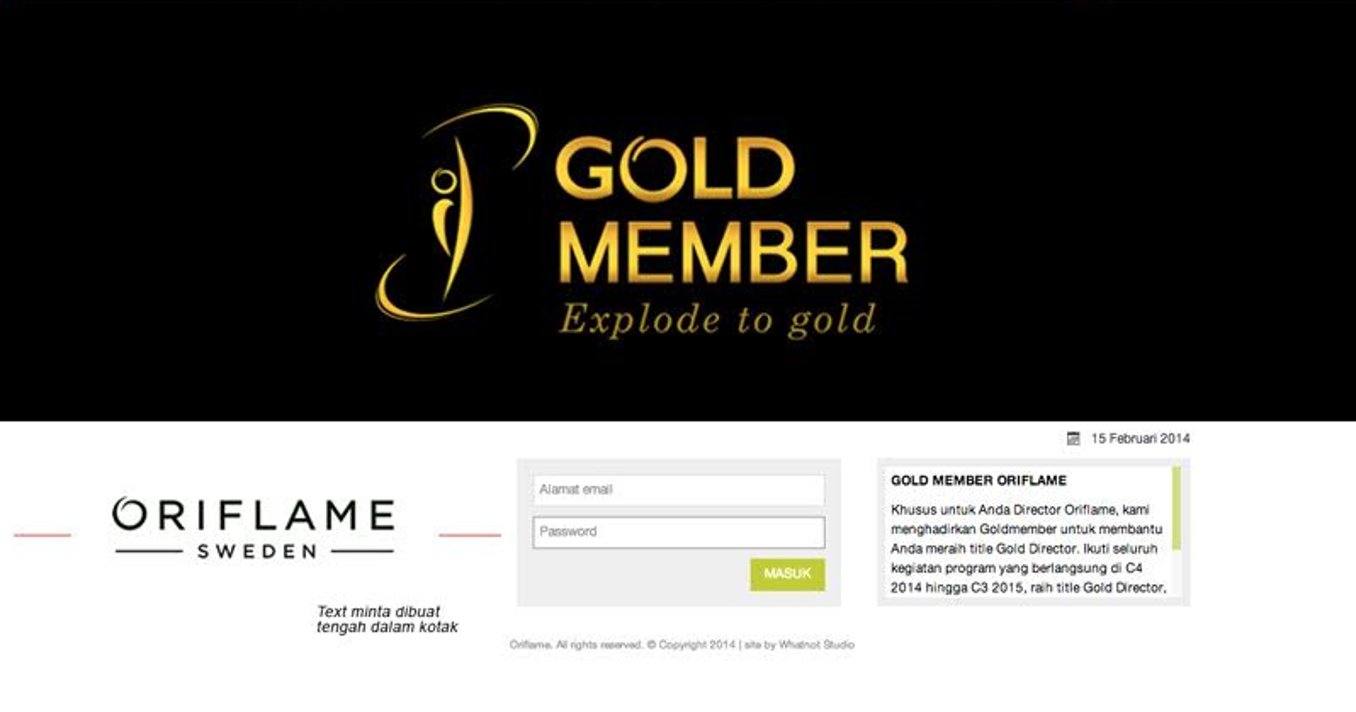 GOLD
MEMBER
Explode to gold
15 Februari 2014
ORIFLAME
SWEDEN
Text minta dibuat
tengah dalam kotak
Alamat email
Password
MASUK
GOLD MEMBER ORIFLAME
Khusus untuk Anda Director Oriflame, kami
menghadirkan Goldmember untuk membantu
Anda meraih title Gold Director. Ikuti seluruh
kegiatan program yang berlangsung di C4
2014 hingga C3 2015, raih title Gold Director,
Oriflame. All rights reserved. © Copyright 2014 | site by Whatnot Studio